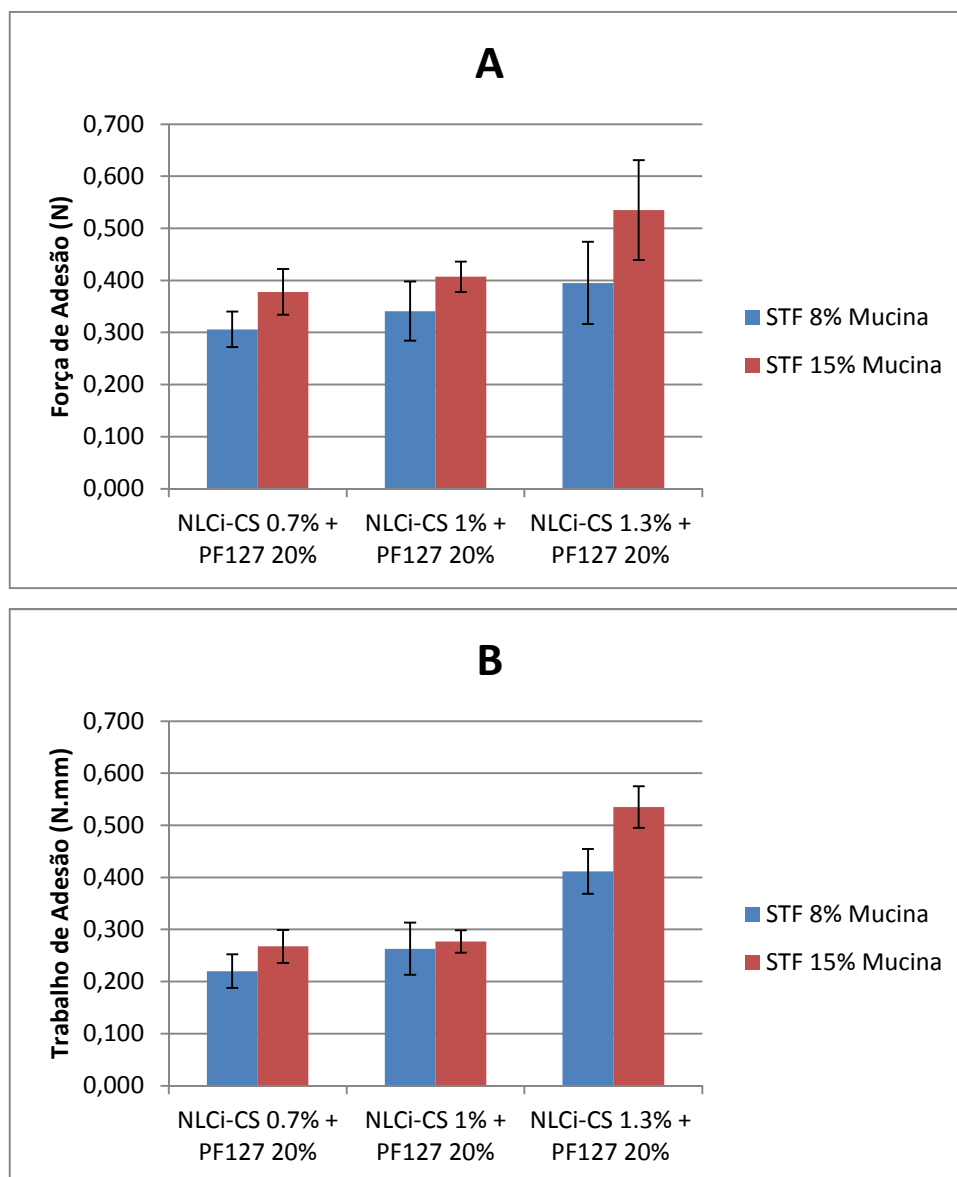 A
Força de Adesão (N)
0,700
0,600
0,500
0,400
0,300
0,200
0,100
0,000
NLCi-CS 0.7% +
PF127 20%
NLCi-CS 1% +
PF127 20%
NLCi-CS 1.3% +
PF127 20%
STF 8% Mucina
STF 15% Mucina
B
Trabalho de Adesão (N.mm)
0,700
0,600
0,500
0,400
0,300
0,200
0,100
0,000
NLCi-CS 0.7% +
PF127 20%
NLCi-CS 1% +
PF127 20%
NLCi-CS 1.3% +
PF127 20%
STF 8% Mucina
STF 15% Mucina